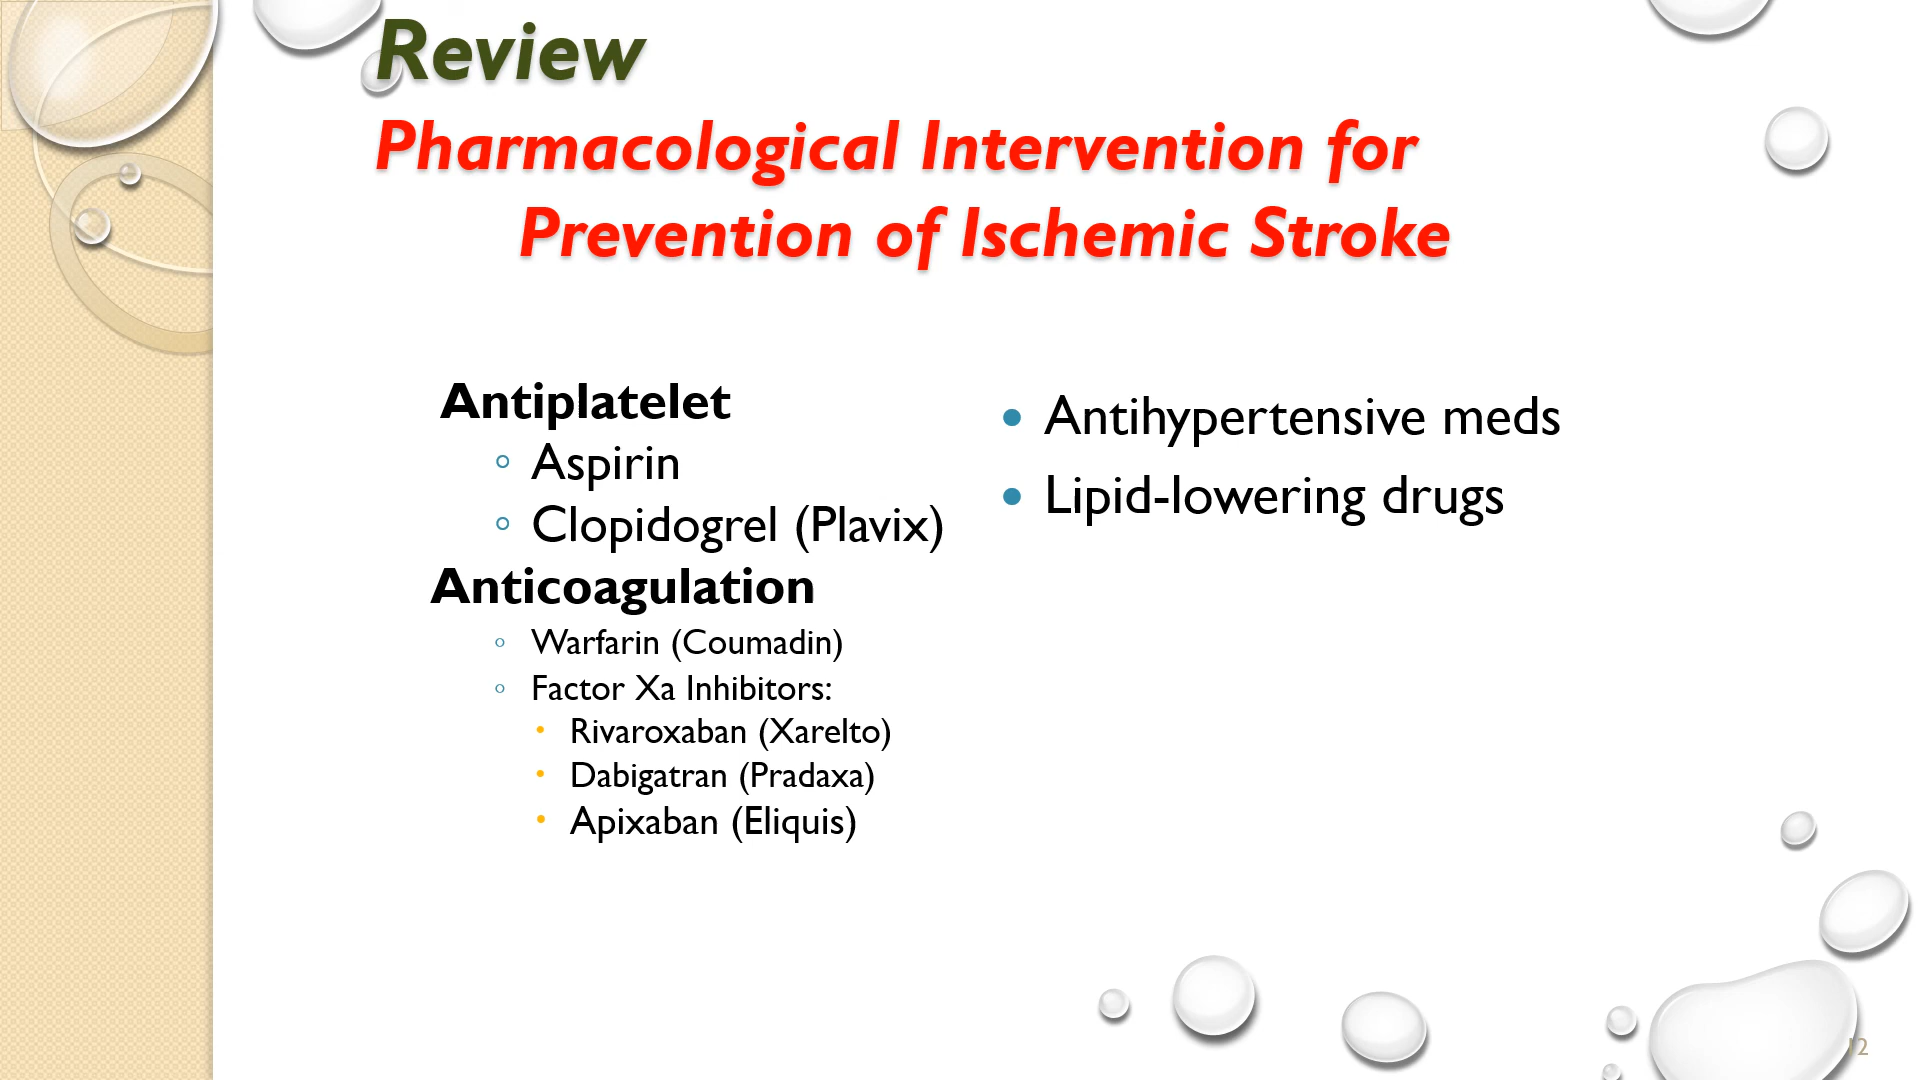 Review
Pharmacological Intervention for
Prevention of Ischemic Stroke
Antiplatelet
Aspirin
Clopidogrel (Plavix)
Anticoagulation
Warfarin (Coumadin)
Factor Xa Inhibitors:
Rivaroxaban (Xarelto)
Dabigatran (Pradaxa)
Apixaban (Eliquis)
Antihypertensive meds
Lipid-lowering drugs
12